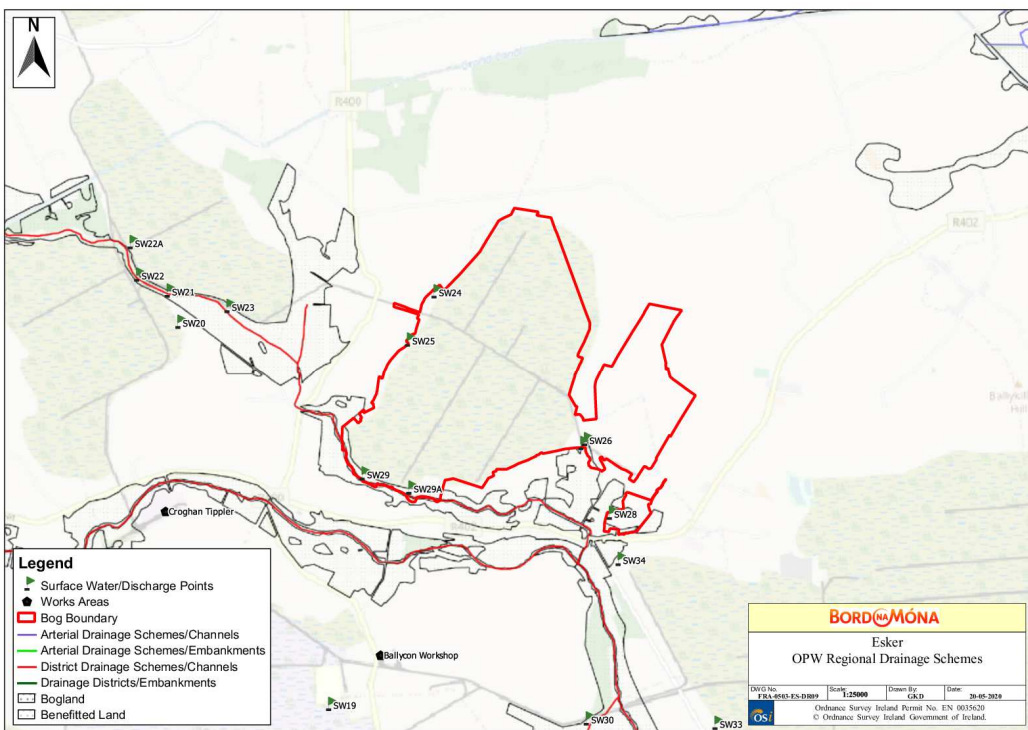 N
R400
R402
SW22A
SW22
SW21
SW23
SW20
SW24
SW25
SW26
SW29
SW29A
SW28
SW34
Croghan Tippler
Ballycon Workshop
SW19
SW30
SW33
Legend
Surface Water/Discharge Points
Works Areas
Bog Boundary
Arterial Drainage Schemes/Channels
Arterial Drainage Schemes/Embankments
District Drainage Schemes/Channels
Drainage Districts/Embankments
Bogland
Benefitted Land
BORD NA MÓNA
Esker
OPW Regional Drainage Schemes
DWG No. Scale: Drawn By: Date:
FRA-0503-ES-DR09 1:25000 GKD 20-05-2020
OSi
Ordnance Survey Ireland Permit No. EN 0035620
© Ordnance Survey Ireland Government of Ireland.